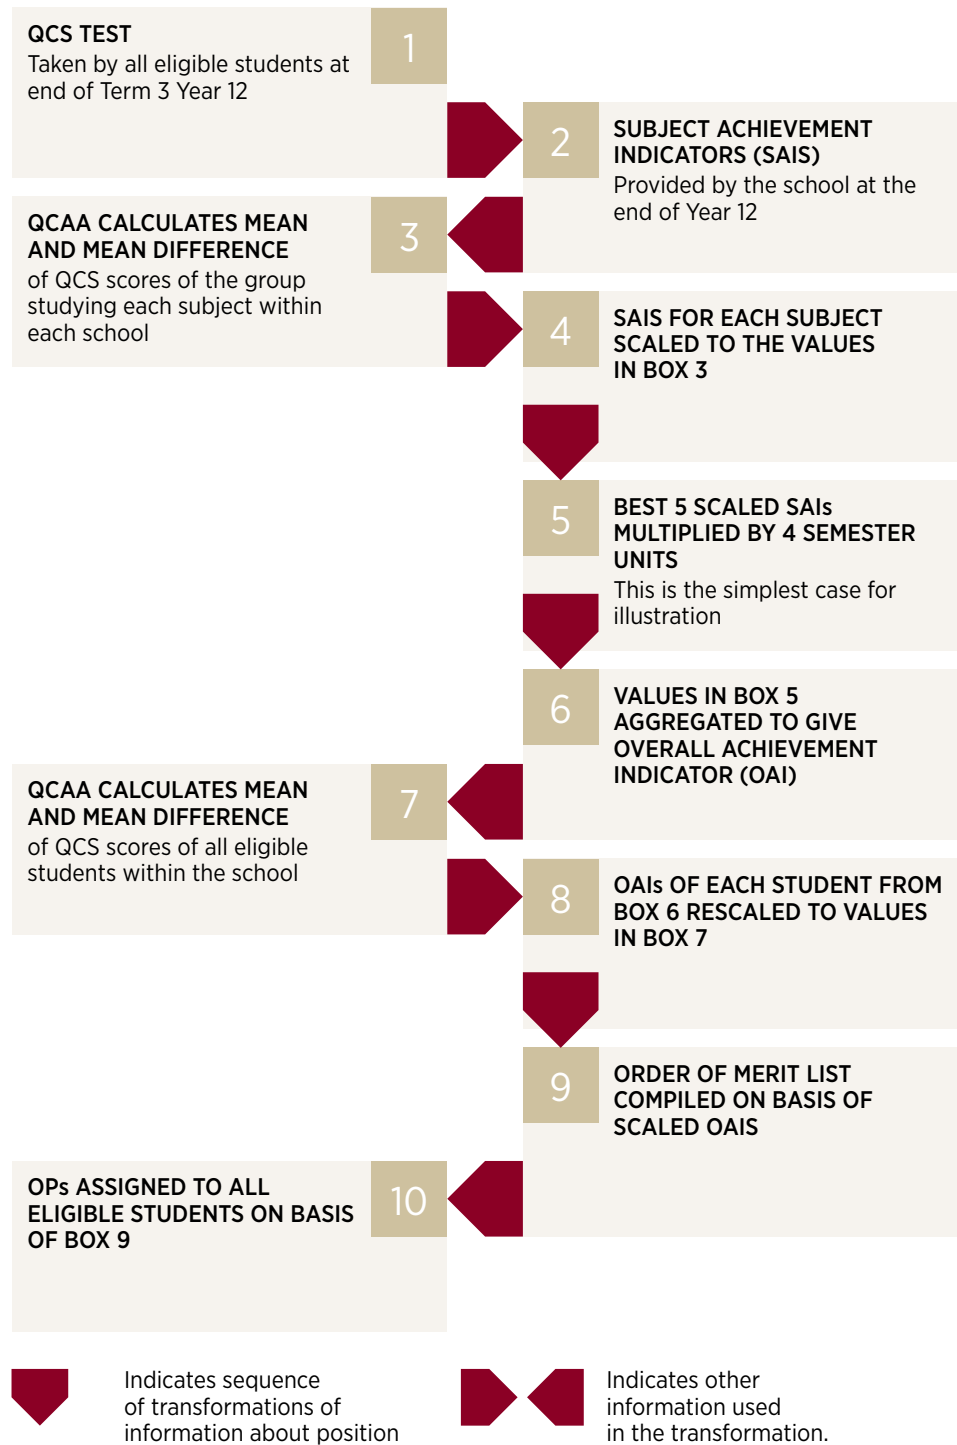 QCS TEST
Taken by all eligible students at
end of Term 3 Year 12
1
2
SUBJECT ACHIEVEMENT
INDICATORS (SAIS)
Provided by the school at the
end of Year 12
QCAA CALCULATES MEAN
AND MEAN DIFFERENCE
of QCS scores of the group
studying each subject within
each school
3
4
SAIS FOR EACH SUBJECT
SCALED TO THE VALUES
IN BOX 3
5
BEST 5 SCALED SAIs
MULTIPLIED BY 4 SEMESTER
UNITS
This is the simplest case for
illustration
6
VALUES IN BOX 5
AGGREGATED TO GIVE
OVERALL ACHIEVEMENT
INDICATOR (OAI)
QCAA CALCULATES MEAN
AND MEAN DIFFERENCE
of QCS scores of all eligible
students within the school
7
8
OAIs OF EACH STUDENT FROM
BOX 6 RESCALED TO VALUES
IN BOX 7
9
ORDER OF MERIT LIST
COMPILED ON BASIS OF
SCALED OAIS
OPs ASSIGNED TO ALL
ELIGIBLE STUDENTS ON BASIS
OF BOX 9
10
Indicates sequence
of transformations of
information about position
Indicates other
information used
in the transformation.